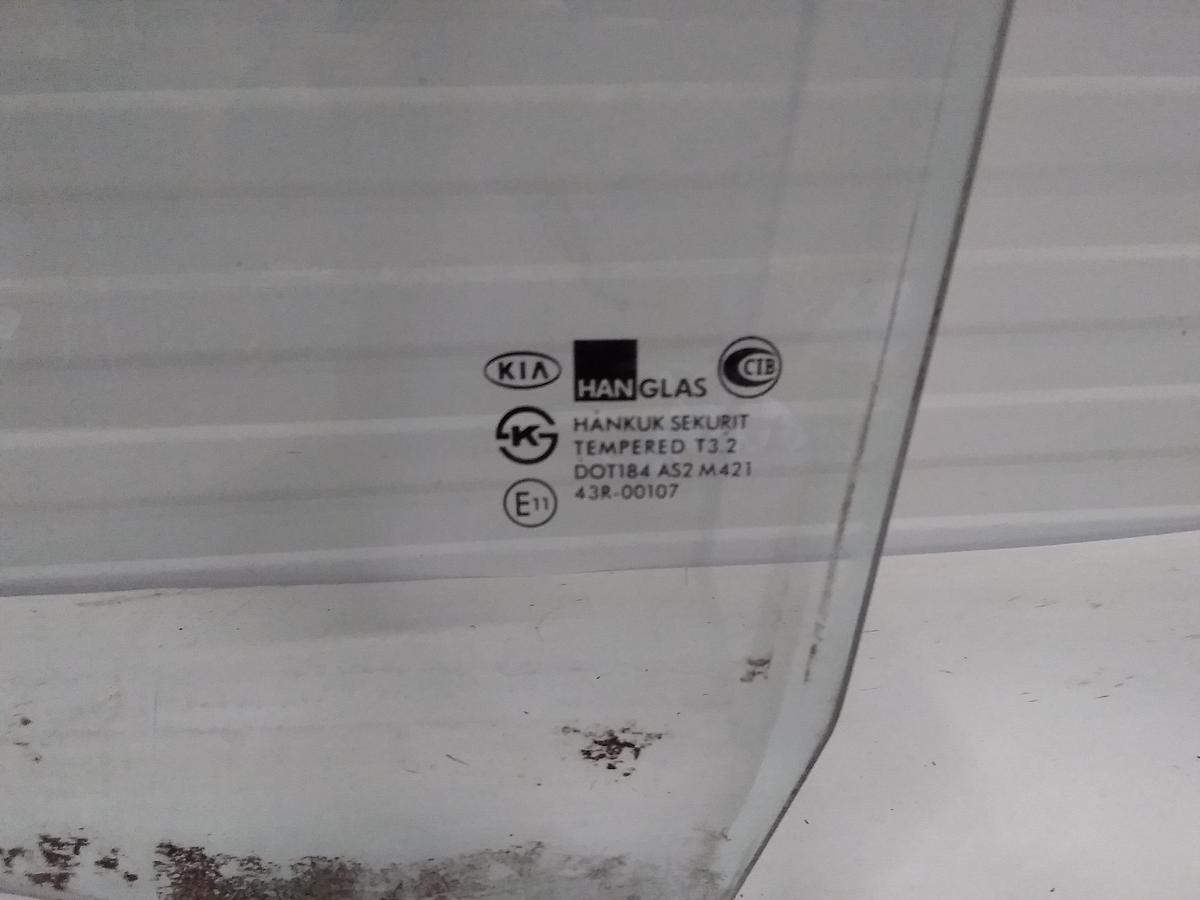 KIA HANGLAS CIB
K HANKUK SEKURIT
TEMPERED T3.2
DOT184 AS2 M421
E11 43R-00107